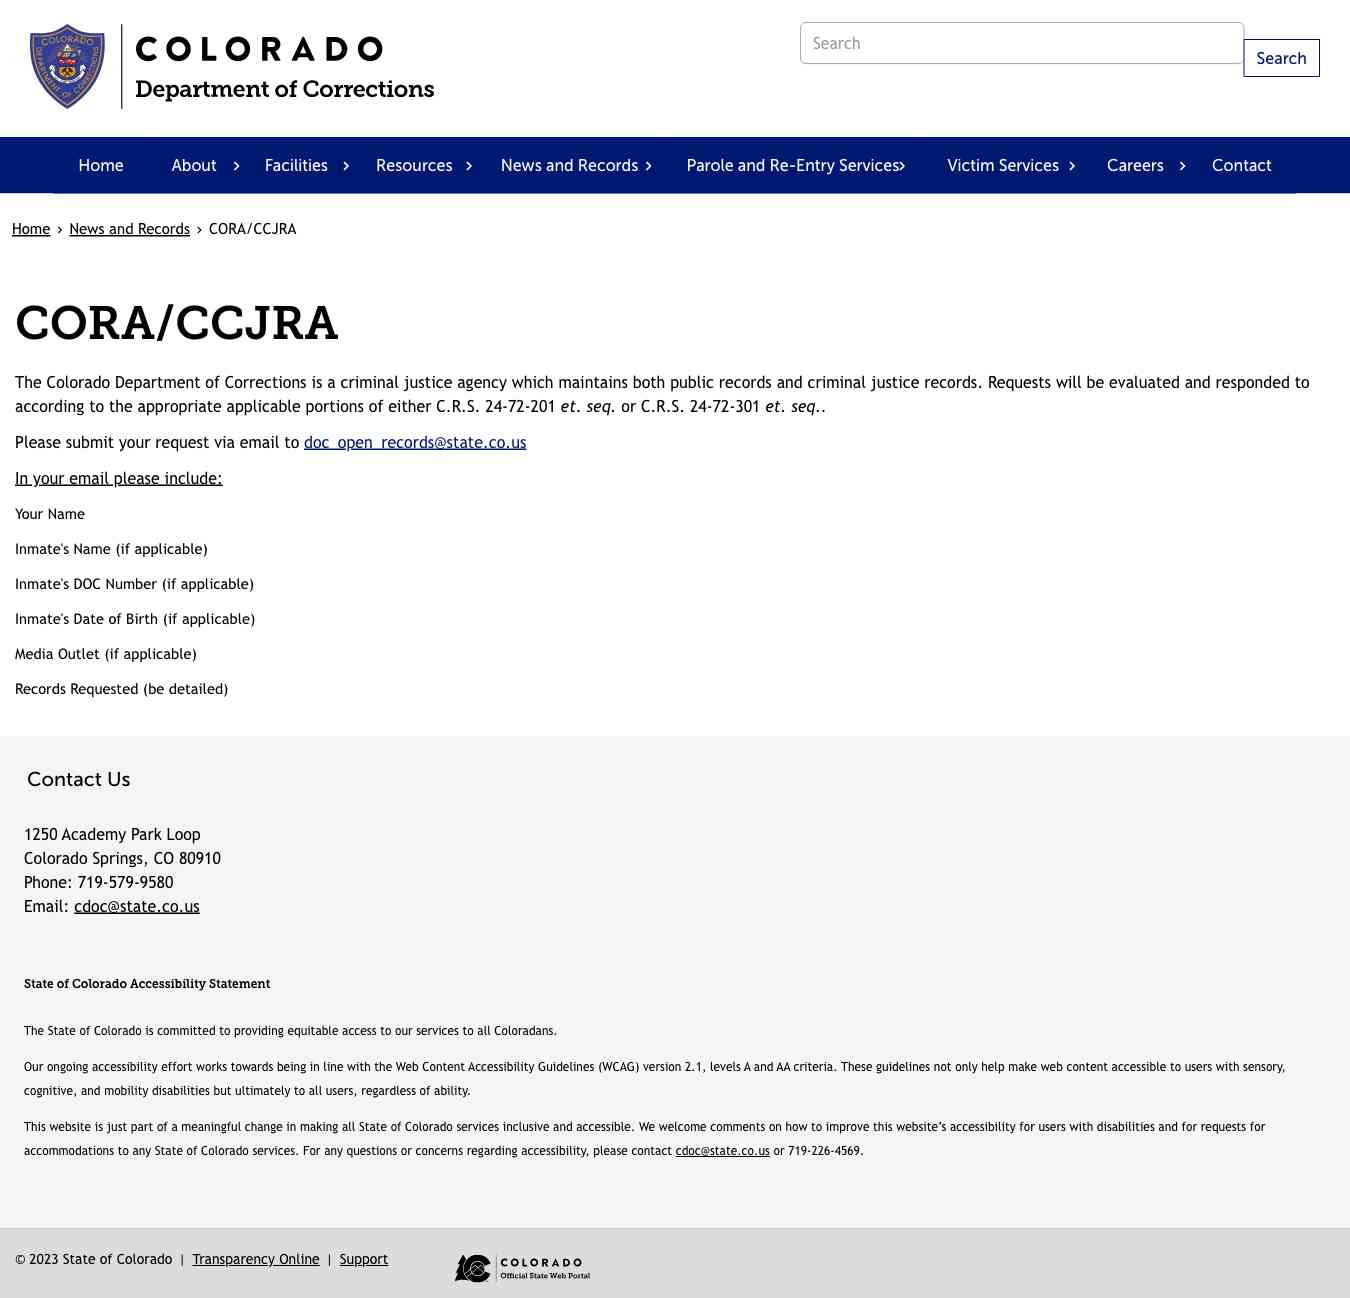 COLORADO
Department of Corrections
Search
Search
Home About Facilities Resources News and Records Parole and Re-Entry Services Victim Services Careers Contact
Home › News and Records › CORA/CCJRA
CORA/CCJRA
The Colorado Department of Corrections is a criminal justice agency which maintains both public records and criminal justice records. Requests will be evaluated and responded to
according to the appropriate applicable portions of either C.R.S. 24-72-201 et. seq. or C.R.S. 24-72-301 et. seq..
Please submit your request via email to doc_open_records@state.co.us
In your email please include:
Your Name
Inmate's Name (if applicable)
Inmate's DOC Number (if applicable)
Inmate's Date of Birth (if applicable)
Media Outlet (if applicable)
Records Requested (be detailed)
Contact Us
1250 Academy Park Loop
Colorado Springs, CO 80910
Phone: 719-579-9580
Email: cdoc@state.co.us
State of Colorado Accessibility Statement
The State of Colorado is committed to providing equitable access to our services to all Coloradans.
Our ongoing accessibility effort works towards being in line with the Web Content Accessibility Guidelines (WCAG) version 2.1, levels A and AA criteria. These guidelines not only help make web content accessible to users with sensory,
cognitive, and mobility disabilities but ultimately to all users, regardless of ability.
This website is just part of a meaningful change in making all State of Colorado services inclusive and accessible. We welcome comments on how to improve this website's accessibility for users with disabilities and for requests for
accommodations to any State of Colorado services. For any questions or concerns regarding accessibility, please contact cdoc@state.co.us or 719-226-4569.
© 2023 State of Colorado | Transparency Online | Support
COLORADO
Official State Web Portal